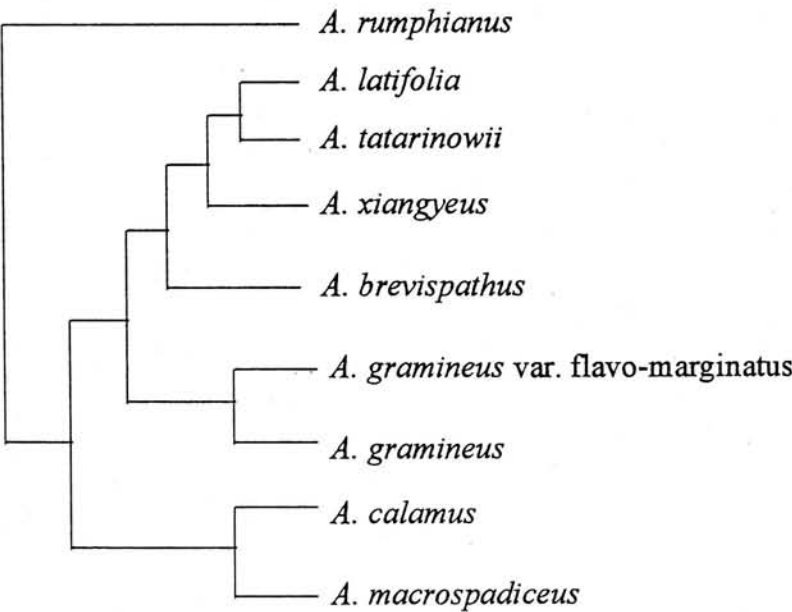 A. rumphianus
A. latifolia
A. tatarinowii
A. xiangyeus
A. brevispathus
A. gramineus var. flavo-marginatus
A. gramineus
A. calamus
A. macrospadiceus